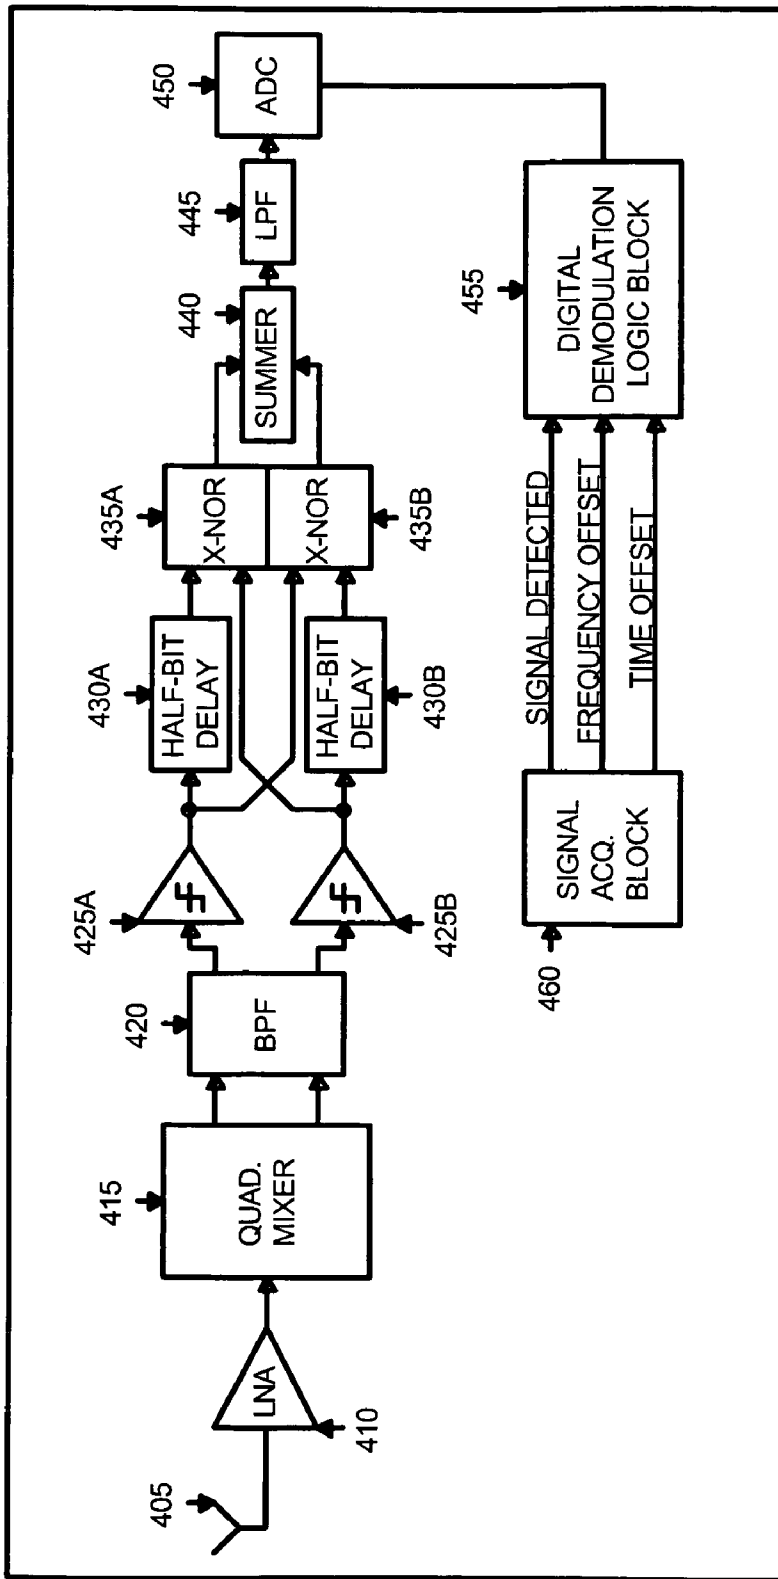 405
LNA
410
415
QUAD.
MIXER
420
BPF
425A
425B
430A
HALF-BIT
DELAY
HALF-BIT
DELAY
430B
435A
X-NOR
X-NOR
435B
440
SUMMER
445
LPF
450
ADC
460
SIGNAL
ACQ.
BLOCK
SIGNAL DETECTED
FREQUENCY OFFSET
TIME OFFSET
455
DIGITAL
DEMODULATION
LOGIC BLOCK